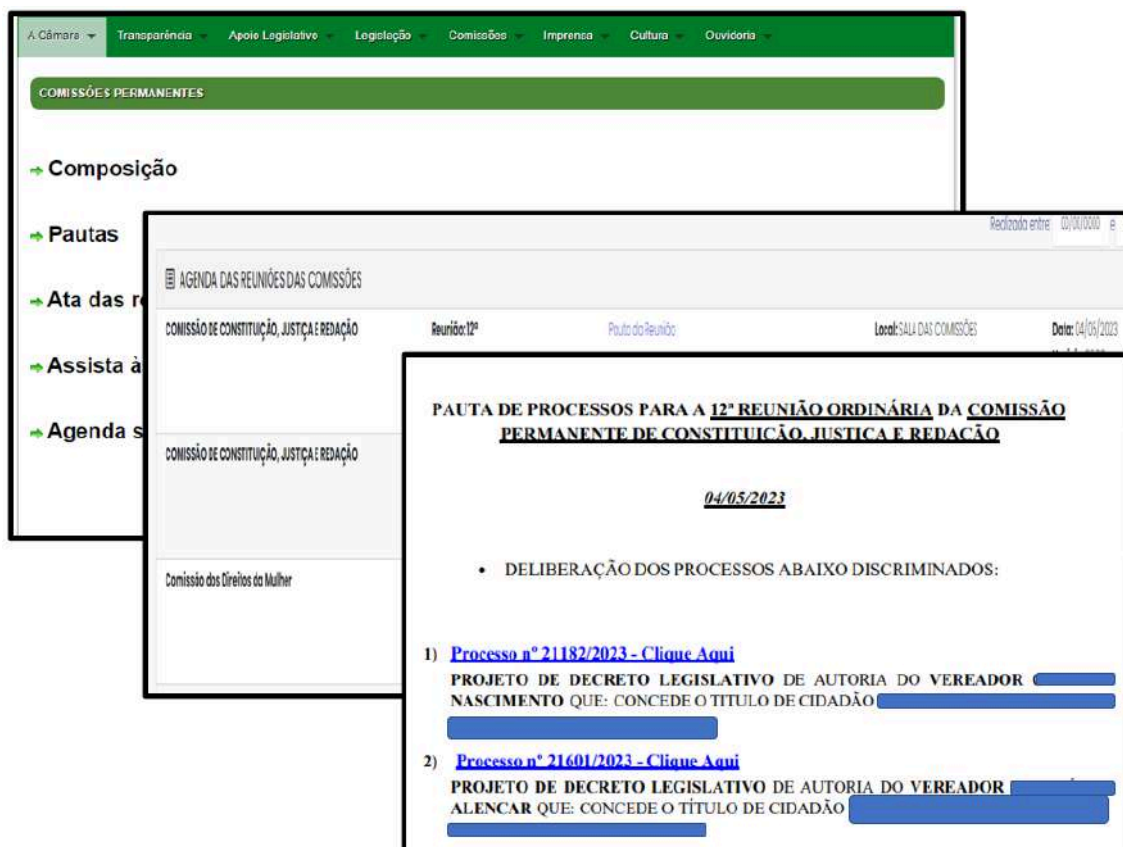 A Câmara Transparência Apoio Legislativo Legislação Comissões Imprensa Cultura Ouvidoria
COMISSÕES PERMANENTES
Composição
Pautas
Ata das
Assista à
Agenda s
Realizada entre: e
AGENDA DAS REUNIÕES DAS COMISSÕES
COMISSÃO DE CONSTITUIÇÃO, JUSTIÇA E REDAÇÃO Reunião: 12ª Pauta da Reunião Local: SALA DAS COMISSÕES Data: 04/05/2023
COMISSÃO DE CONSTITUIÇÃO, JUSTIÇA E REDAÇÃO
Comissão dos Direitos da Mulher
PAUTA DE PROCESSOS PARA A 12ª REUNIÃO ORDINÁRIA DA COMISSÃO
PERMANENTE DE CONSTITUIÇÃO, JUSTIÇA E REDAÇÃO
04/05/2023
• DELIBERAÇÃO DOS PROCESSOS ABAIXO DISCRIMINADOS:
1) Processo nº 21182/2023 - Clique Aqui
PROJETO DE DECRETO LEGISLATIVO DE AUTORIA DO VEREADOR
NASCIMENTO QUE: CONCEDE O TITULO DE CIDADÃO
2) Processo nº 21601/2023 - Clique Aqui
PROJETO DE DECRETO LEGISLATIVO DE AUTORIA DO VEREADOR
ALENCAR QUE: CONCEDE O TÍTULO DE CIDADÃO